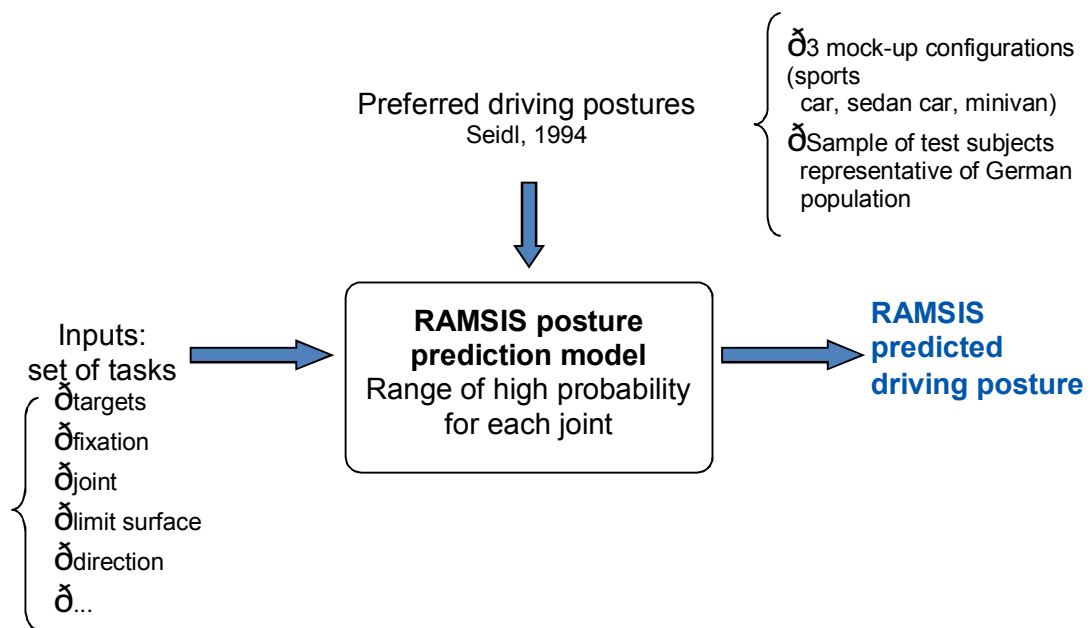 Preferred driving postures
Seidl, 1994
ð3 mock-up configurations
(sports
car, sedan car, minivan)
ðSample of test subjects
representative of German
population
Inputs:
set of tasks
ðtargets
ðfixation
ðjoint
ðlimit surface
ðdirection
ð...
RAMSIS posture
prediction model
Range of high probability
for each joint
RAMSIS
predicted
driving posture